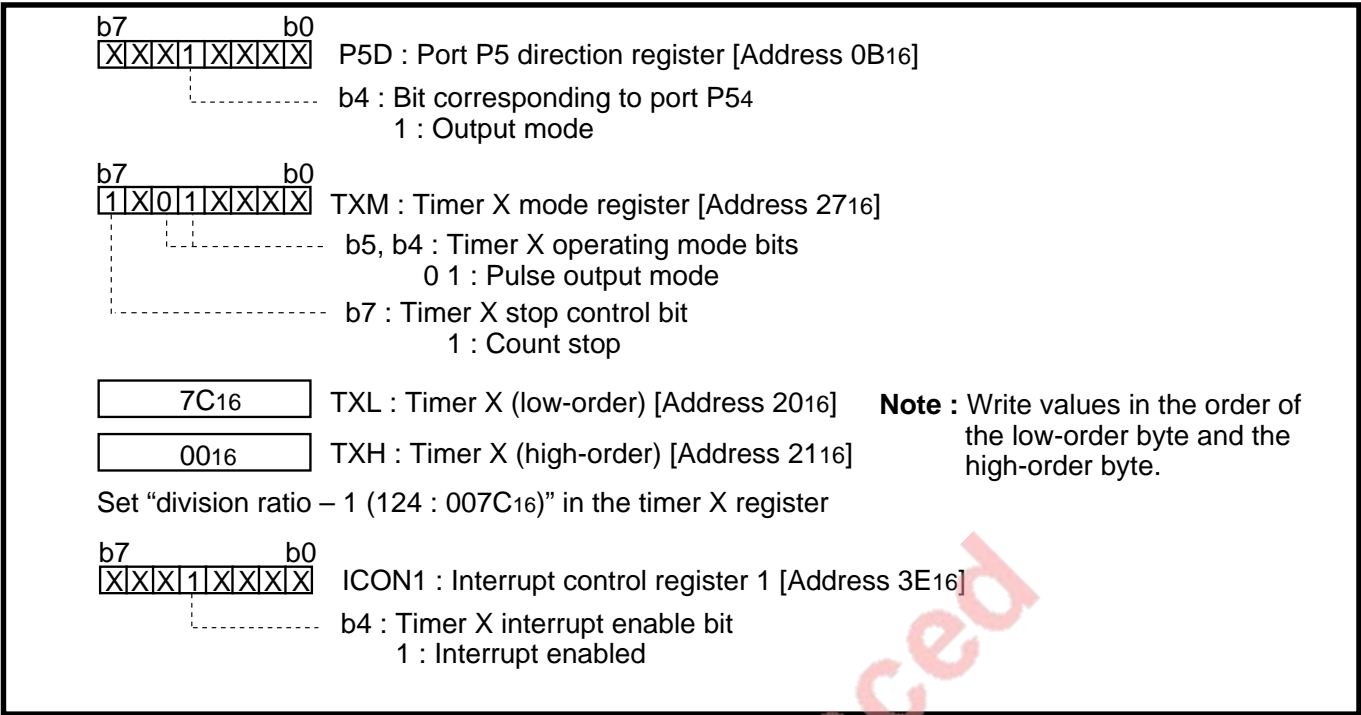 b7 b0
X X X 1 X X X X P5D : Port P5 direction register [Address 0B16]
b4 : Bit corresponding to port P54
1 : Output mode
b7 b0
1 X 0 1 X X X X TXM : Timer X mode register [Address 2716]
b5, b4 : Timer X operating mode bits
0 1 : Pulse output mode
b7 : Timer X stop control bit
1 : Count stop
7C16 TXL : Timer X (low-order) [Address 2016] Note : Write values in the order of
the low-order byte and the
0016 TXH : Timer X (high-order) [Address 2116]
high-order byte.
Set “division ratio – 1 (124 : 007C16)” in the timer X register
b7 b0
X X X 1 X X X X ICON1 : Interrupt control register 1 [Address 3E16]
b4 : Timer X interrupt enable bit
1 : Interrupt enabled
ced